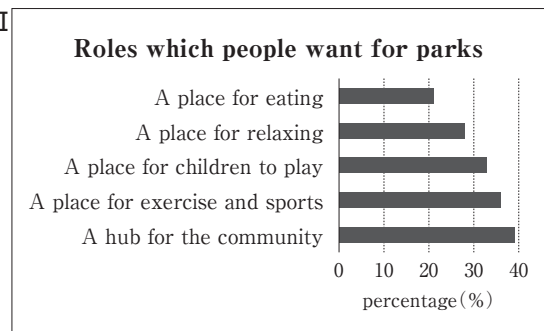 I
Roles which people want for parks
A place for eating
A place for relaxing
A place for children to play
A place for exercise and sports
A hub for the community
0 10 20 30 40
percentage(%)